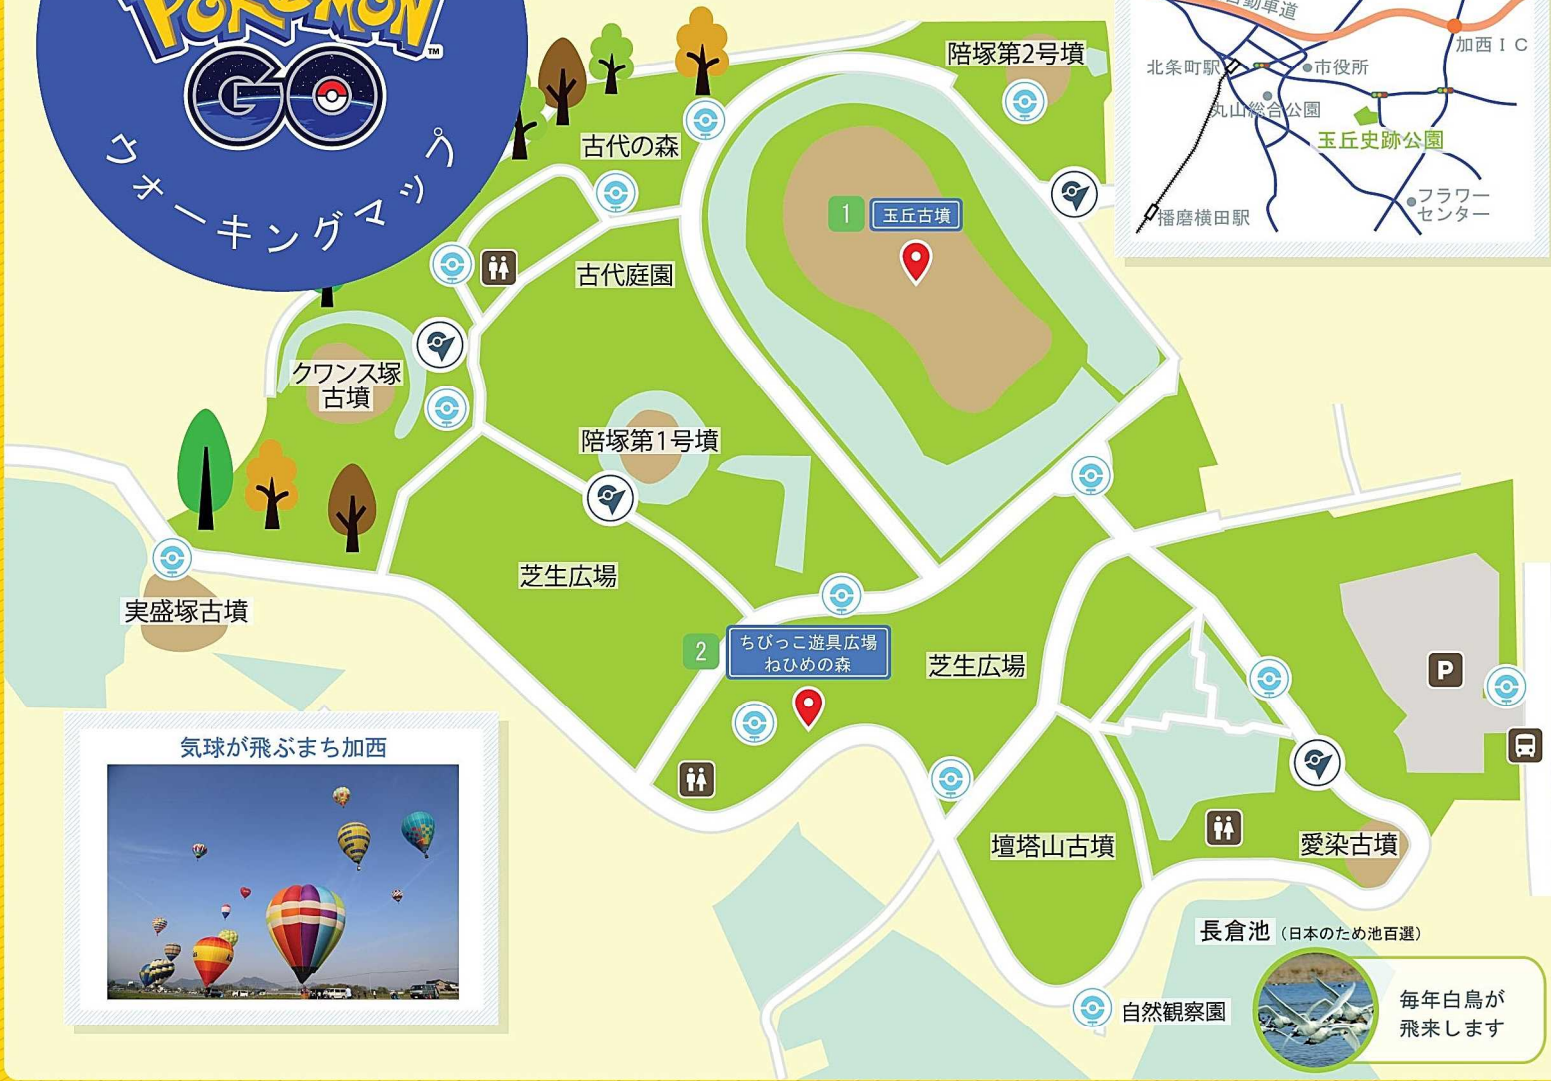 POKÉMON
GO
TM
ウオーキングマップ
自動車道
加西IC
北条町駅
市役所
丸山総合公園
玉丘史跡公園
フラワー
センター
播磨横田駅
陪塚第2号墳
古代の森
1
玉丘古墳
古代庭園
クワンス塚
古墳
陪塚第1号墳
芝生広場
実盛塚古墳
2
ちびっこ遊具広場
ねひめの森
芝生広場
P
気球が飛ぶまち加西
壇塔山古墳
愛染古墳
長倉池(日本のため池百選)
自然観察園
毎年白鳥が
飛来します